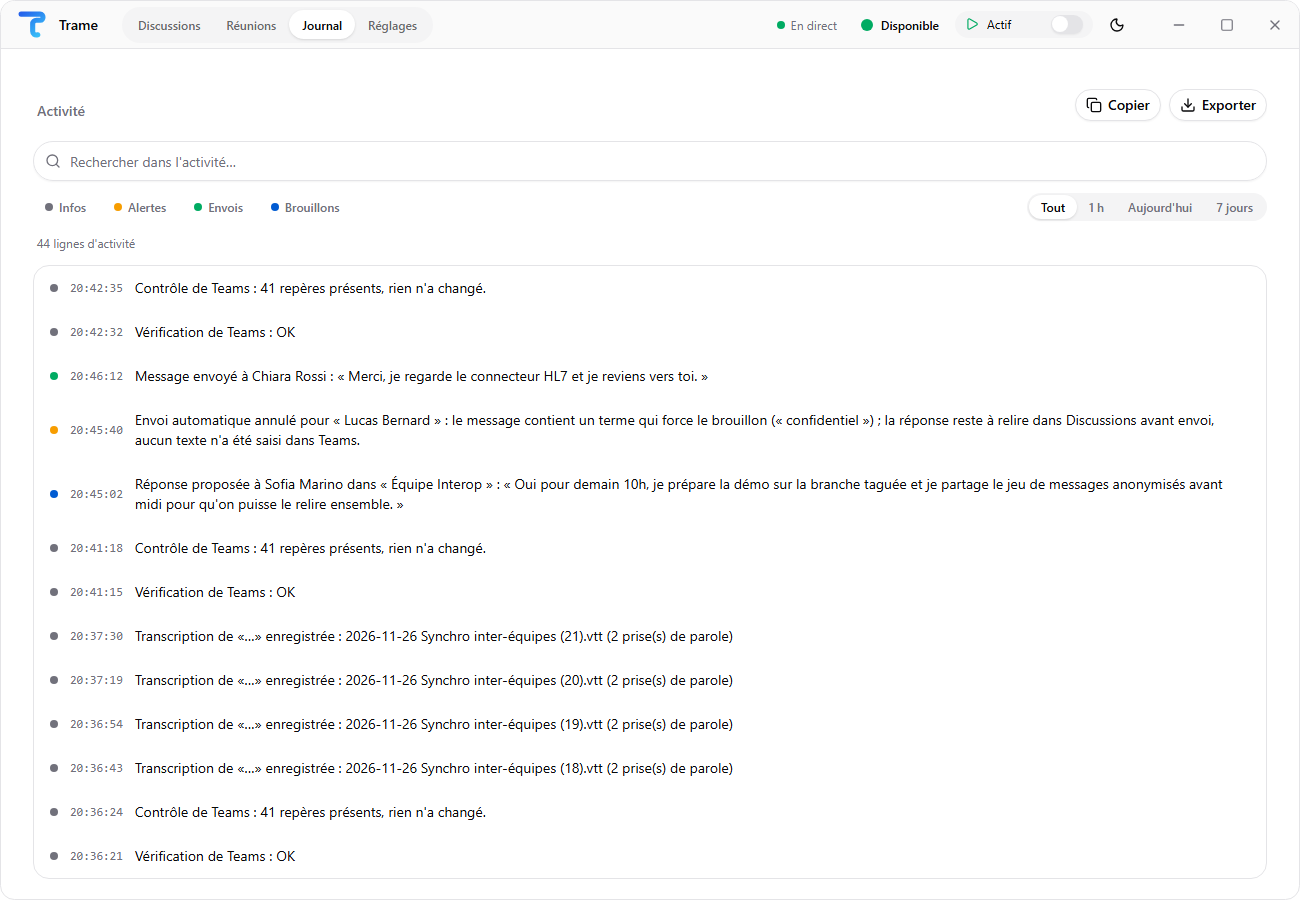 Trame
Discussions
Réunions
Journal
Réglages
En direct
Disponible
Actif
Activité
Copier
Exporter
Rechercher dans l'activité...
Infos
Alertes
Envois
Brouillons
Tout
1 h
Aujourd'hui
7 jours
44 lignes d'activité
20:42:35 Contrôle de Teams : 41 repères présents, rien n'a changé.
20:42:32 Vérification de Teams : OK
20:46:12 Message envoyé à Chiara Rossi : « Merci, je regarde le connecteur HL7 et je reviens vers toi. »
20:45:40 Envoi automatique annulé pour « Lucas Bernard » : le message contient un terme qui force le brouillon (« confidentiel ») ; la réponse reste à relire dans Discussions avant envoi,
aucun texte n'a été saisi dans Teams.
20:45:02 Réponse proposée à Sofia Marino dans « Équipe Interop » : « Oui pour demain 10h, je prépare la démo sur la branche taguée et je partage le jeu de messages anonymisés avant
midi pour qu'on puisse le relire ensemble. »
20:41:18 Contrôle de Teams : 41 repères présents, rien n'a changé.
20:41:15 Vérification de Teams : OK
20:37:30 Transcription de «...» enregistrée : 2026-11-26 Synchro inter-équipes (21).vtt (2 prise(s) de parole)
20:37:19 Transcription de «...» enregistrée : 2026-11-26 Synchro inter-équipes (20).vtt (2 prise(s) de parole)
20:36:54 Transcription de «...» enregistrée : 2026-11-26 Synchro inter-équipes (19).vtt (2 prise(s) de parole)
20:36:43 Transcription de «...» enregistrée : 2026-11-26 Synchro inter-équipes (18).vtt (2 prise(s) de parole)
20:36:24 Contrôle de Teams : 41 repères présents, rien n'a changé.
20:36:21 Vérification de Teams : OK